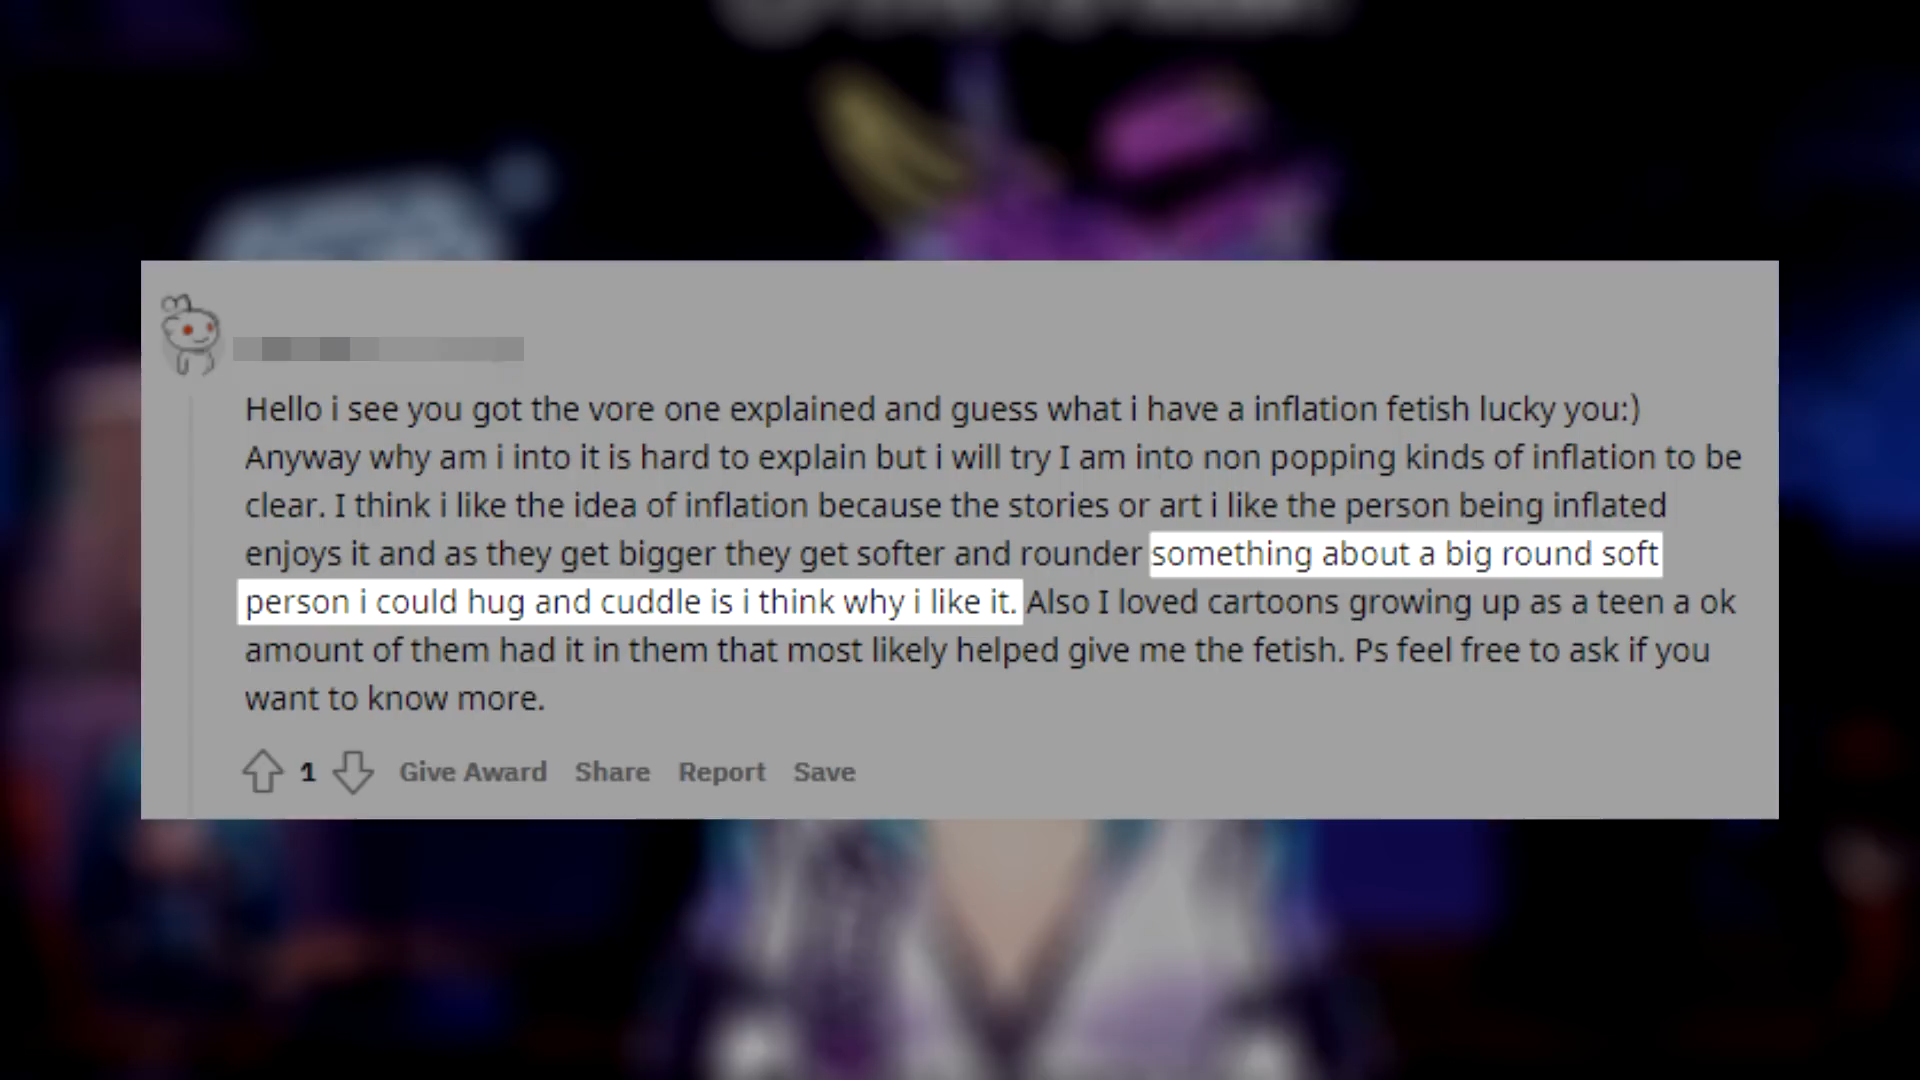 Hello i see you got the vore one explained and guess what i have a inflation fetish lucky you:)
Anyway why am i into it is hard to explain but i will try I am into non popping kinds of inflation to be
clear. I think i like the idea of inflation because the stories or art i like the person being inflated
enjoys it and as they get bigger they get softer and rounder something about a big round soft
person i could hug and cuddle is i think why i like it. Also I loved cartoons growing up as a teen a ok
amount of them had it in them that most likely helped give me the fetish. Ps feel free to ask if you
want to know more.
1 Give Award Share Report Save